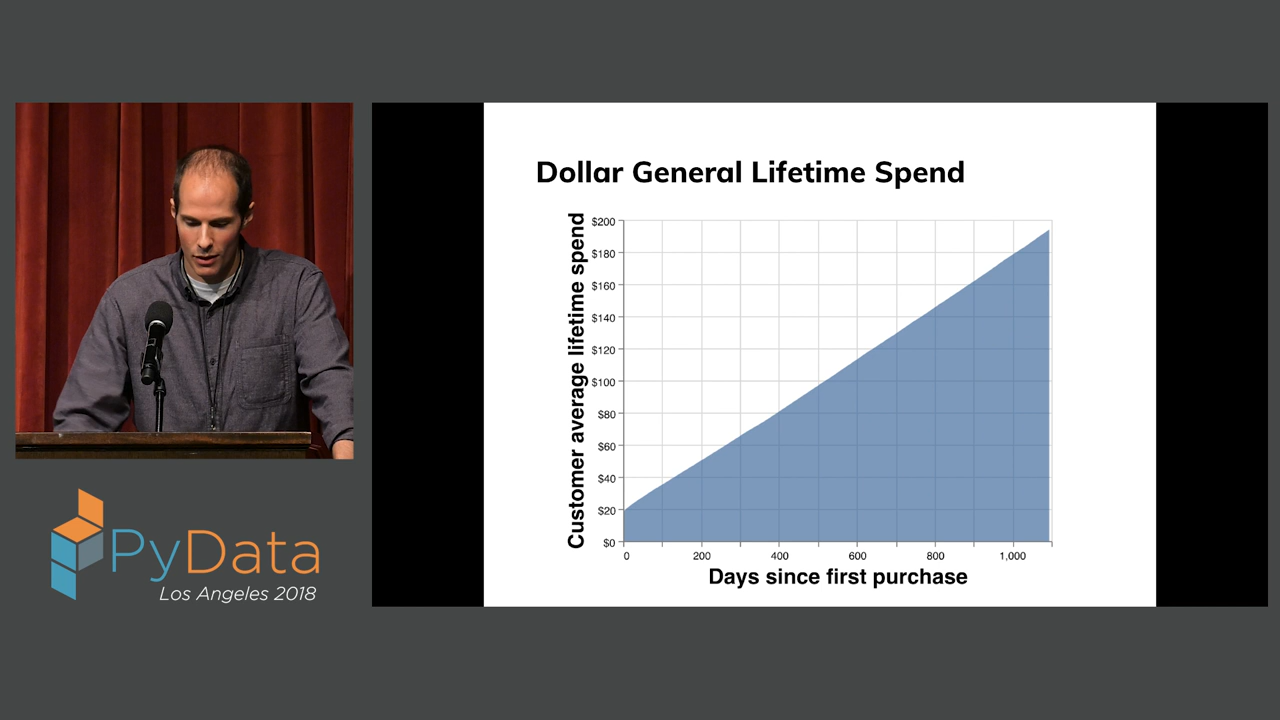 PyData
Los Angeles 2018
Dollar General Lifetime Spend
Customer average lifetime spend
$200
$180
$160
$140
$120
$100
$80
$60
$40
$20
$0
0 200 400 600 800 1,000
Days since first purchase